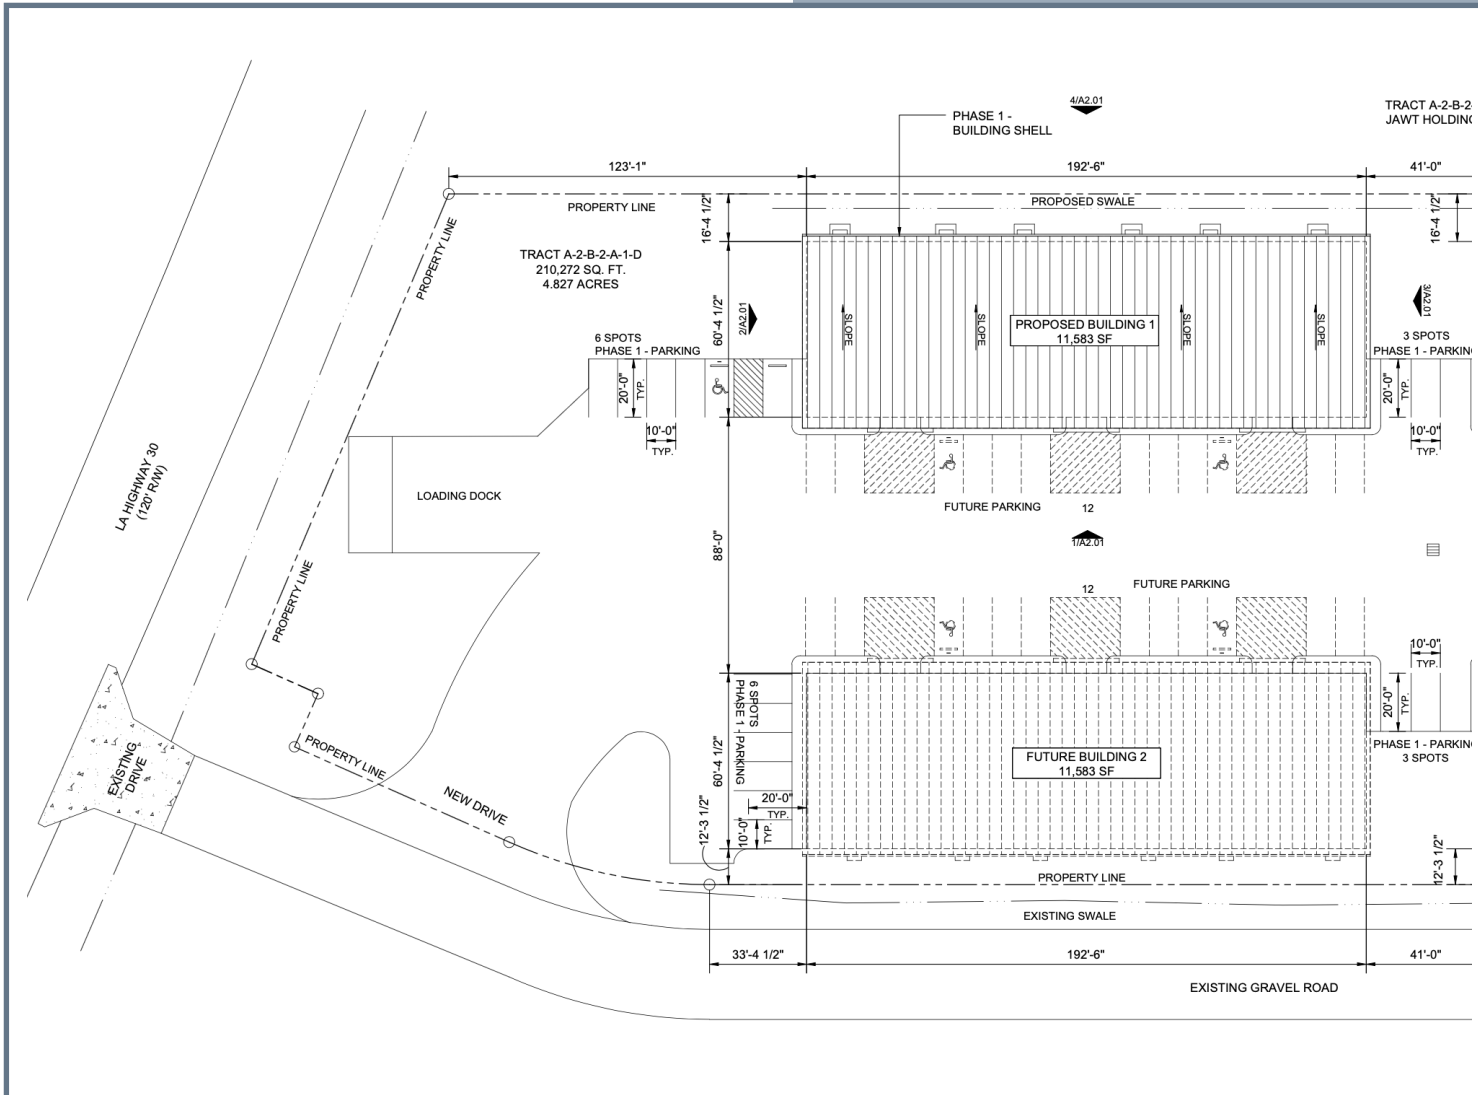 4/A2.01
PHASE 1 -
BUILDING SHELL
TRACT A-2-B-2-
JAWT HOLDING
123'-1"
192'-6"
41'-0"
16'-4 1/2"
PROPERTY LINE
PROPOSED SWALE
16'-4 1/2"
PROPERTY LINE
TRACT A-2-B-2-A-1-D
210,272 SQ. FT.
4.827 ACRES
60'-4 1/2"
2/A2.01
SLOPE
SLOPE
PROPOSED BUILDING 1
11,583 SF
SLOPE
SLOPE
3/A2.01
6 SPOTS
PHASE 1 - PARKING
3 SPOTS
PHASE 1 - PARKING
20'-0"
TYP.
20'-0"
TYP.
10'-0"
TYP.
10'-0"
TYP.
LA HIGHWAY 30
(120' R/W)
LOADING DOCK
FUTURE PARKING
12
88'-0"
1/A2.01
PROPERTY LINE
12
FUTURE PARKING
10'-0"
TYP.
6 SPOTS
PHASE 1 - PARKING
20'-0"
TYP.
60'-4 1/2"
PROPERTY LINE
EXISTING
DRIVE
FUTURE BUILDING 2
11,583 SF
PHASE 1 - PARKING
3 SPOTS
NEW DRIVE
20'-0"
TYP.
12'-3 1/2"
10'-0"
TYP.
12'-3 1/2"
PROPERTY LINE
EXISTING SWALE
33'-4 1/2"
192'-6"
41'-0"
EXISTING GRAVEL ROAD